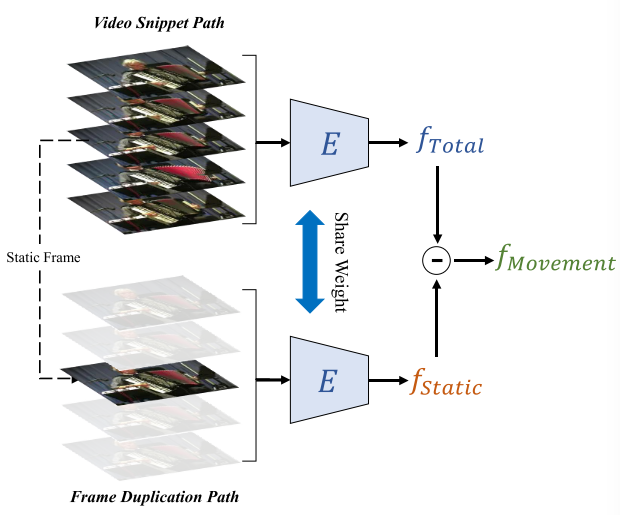 Video Snippet Path
E
f_Total
Static Frame
Share Weight
-
f_Movement
E
f_Static
Frame Duplication Path